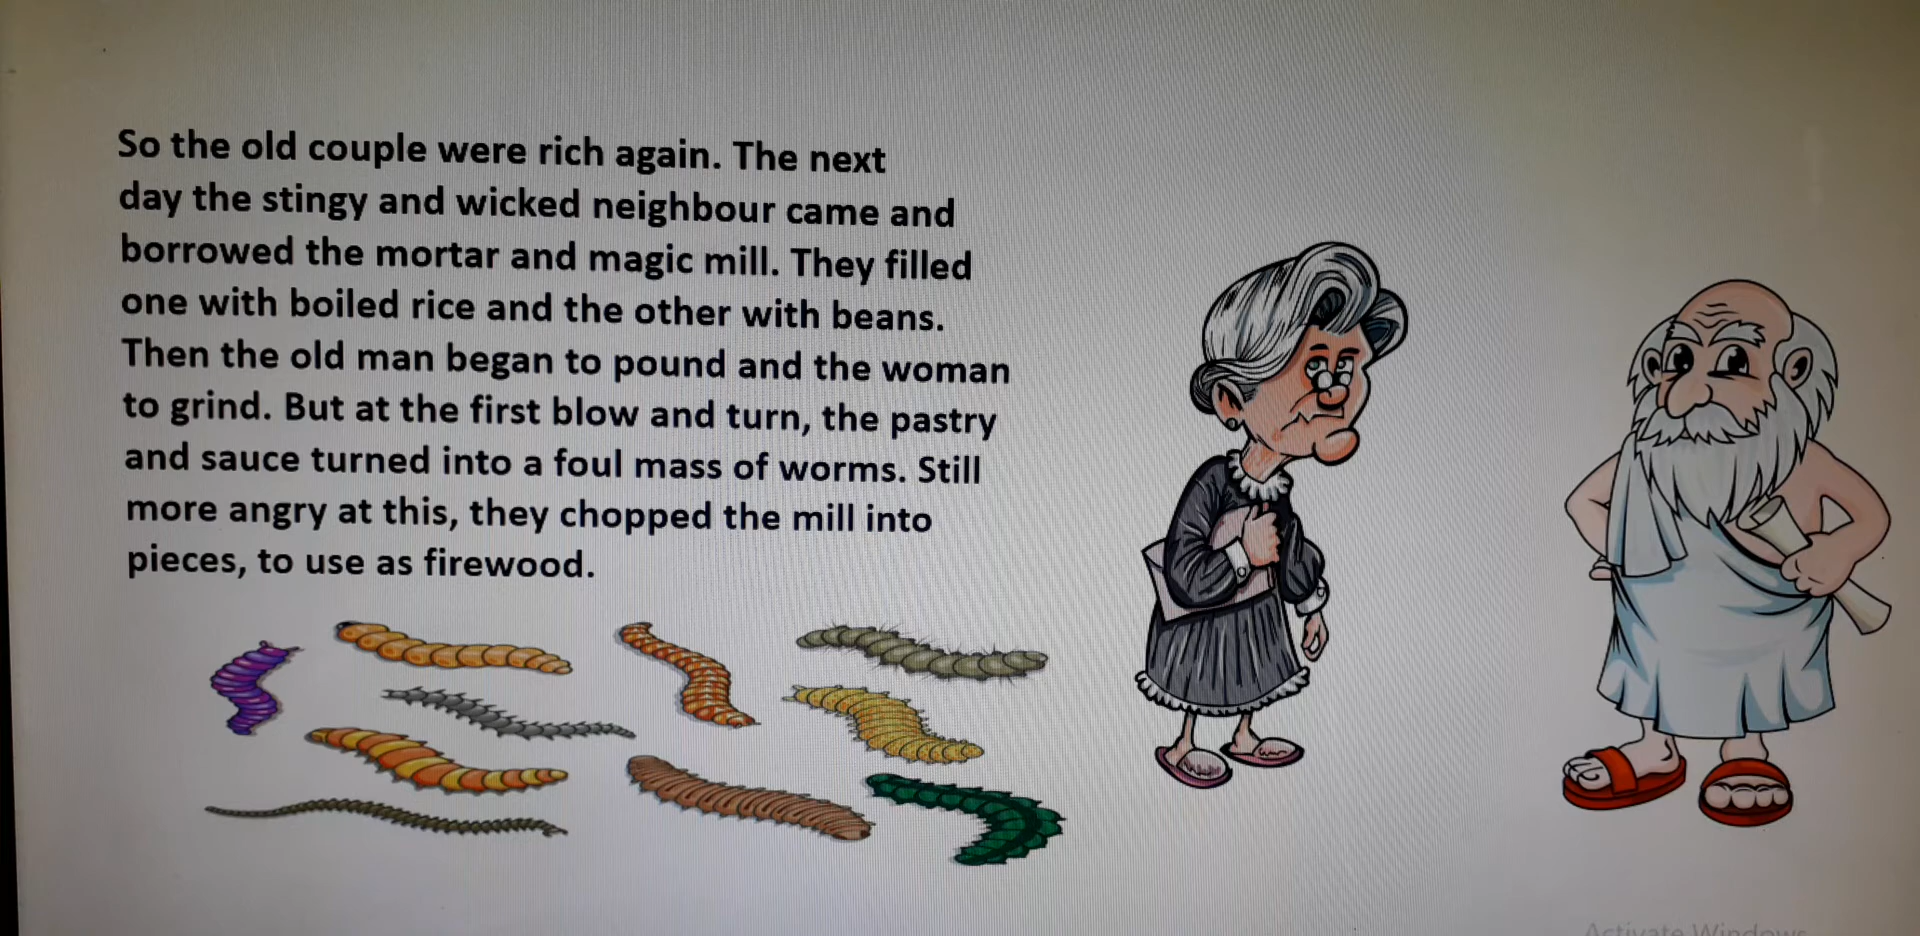 So the old couple were rich again. The next
day the stingy and wicked neighbour came and
borrowed the mortar and magic mill. They filled
one with boiled rice and the other with beans.
Then the old man began to pound and the woman
to grind. But at the first blow and turn, the pastry
and sauce turned into a foul mass of worms. Still
more angry at this, they chopped the mill into
pieces, to use as firewood.
Activate Windows